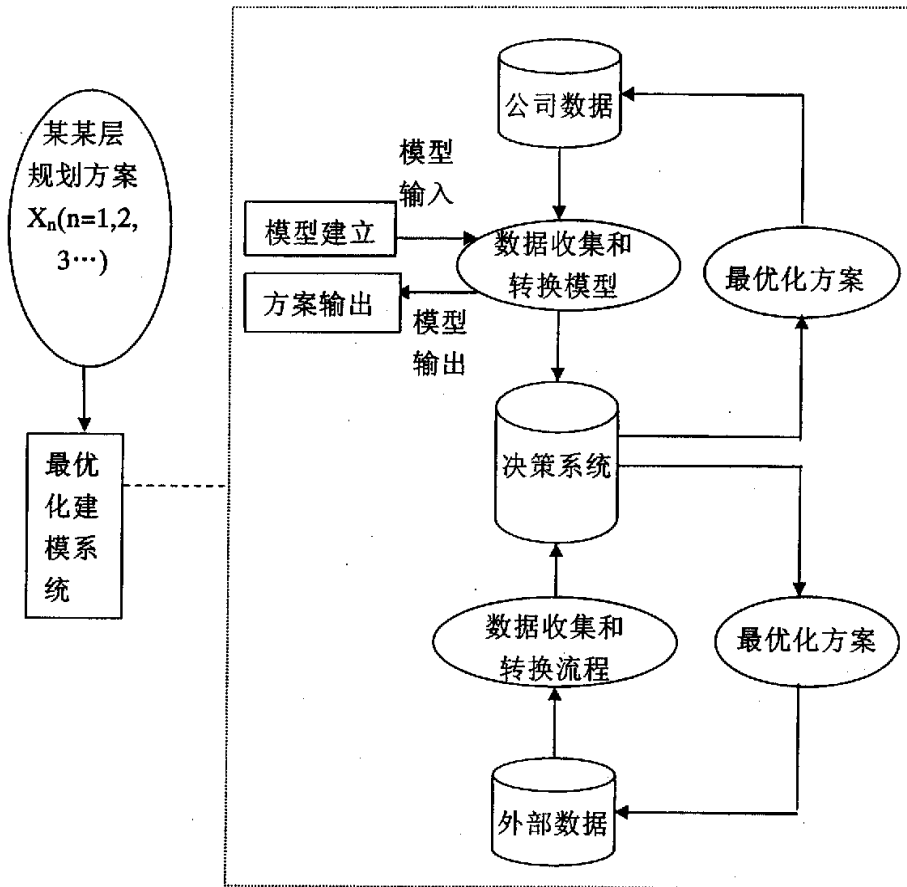 某某层
规划方案
Xn(n=1,2,
3…)
最优
化建
模系
统
公司数据
模型
输入
模型建立
数据收集和
转换模型
方案输出
模型
输出
最优化方案
决策系统
数据收集和
转换流程
最优化方案
外部数据